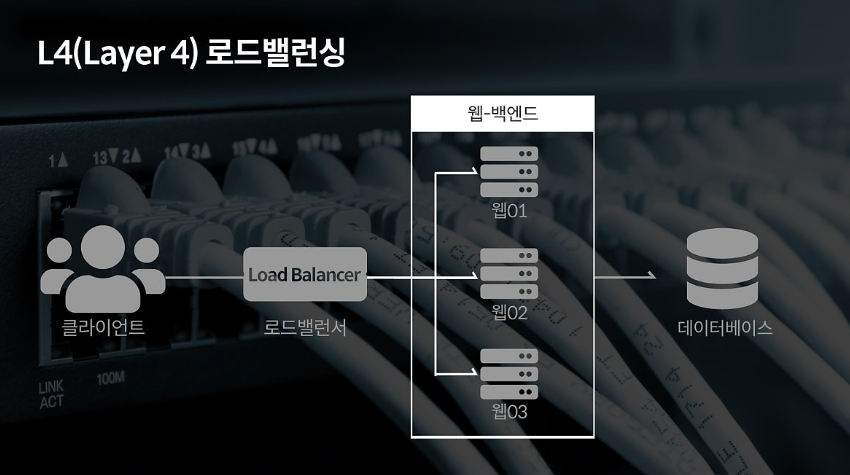 L4(Layer 4) 로드밸런싱
웹-백엔드
1▲ 13▼2▲ 14▼3▲
웹01
Load Balancer
클라이언트
로드밸런서
웹02
데이터베이스
LINK
ACT
100M
웹03